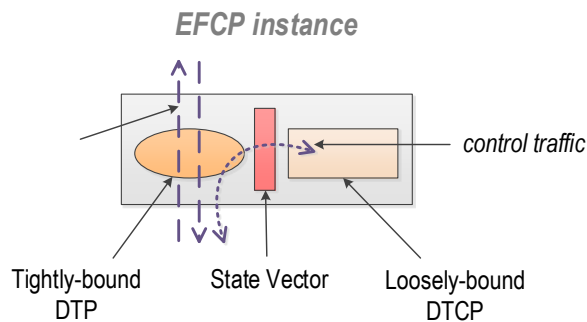 EFCP instance
control traffic
Tightly-bound
DTP
State Vector
Loosely-bound
DTCP